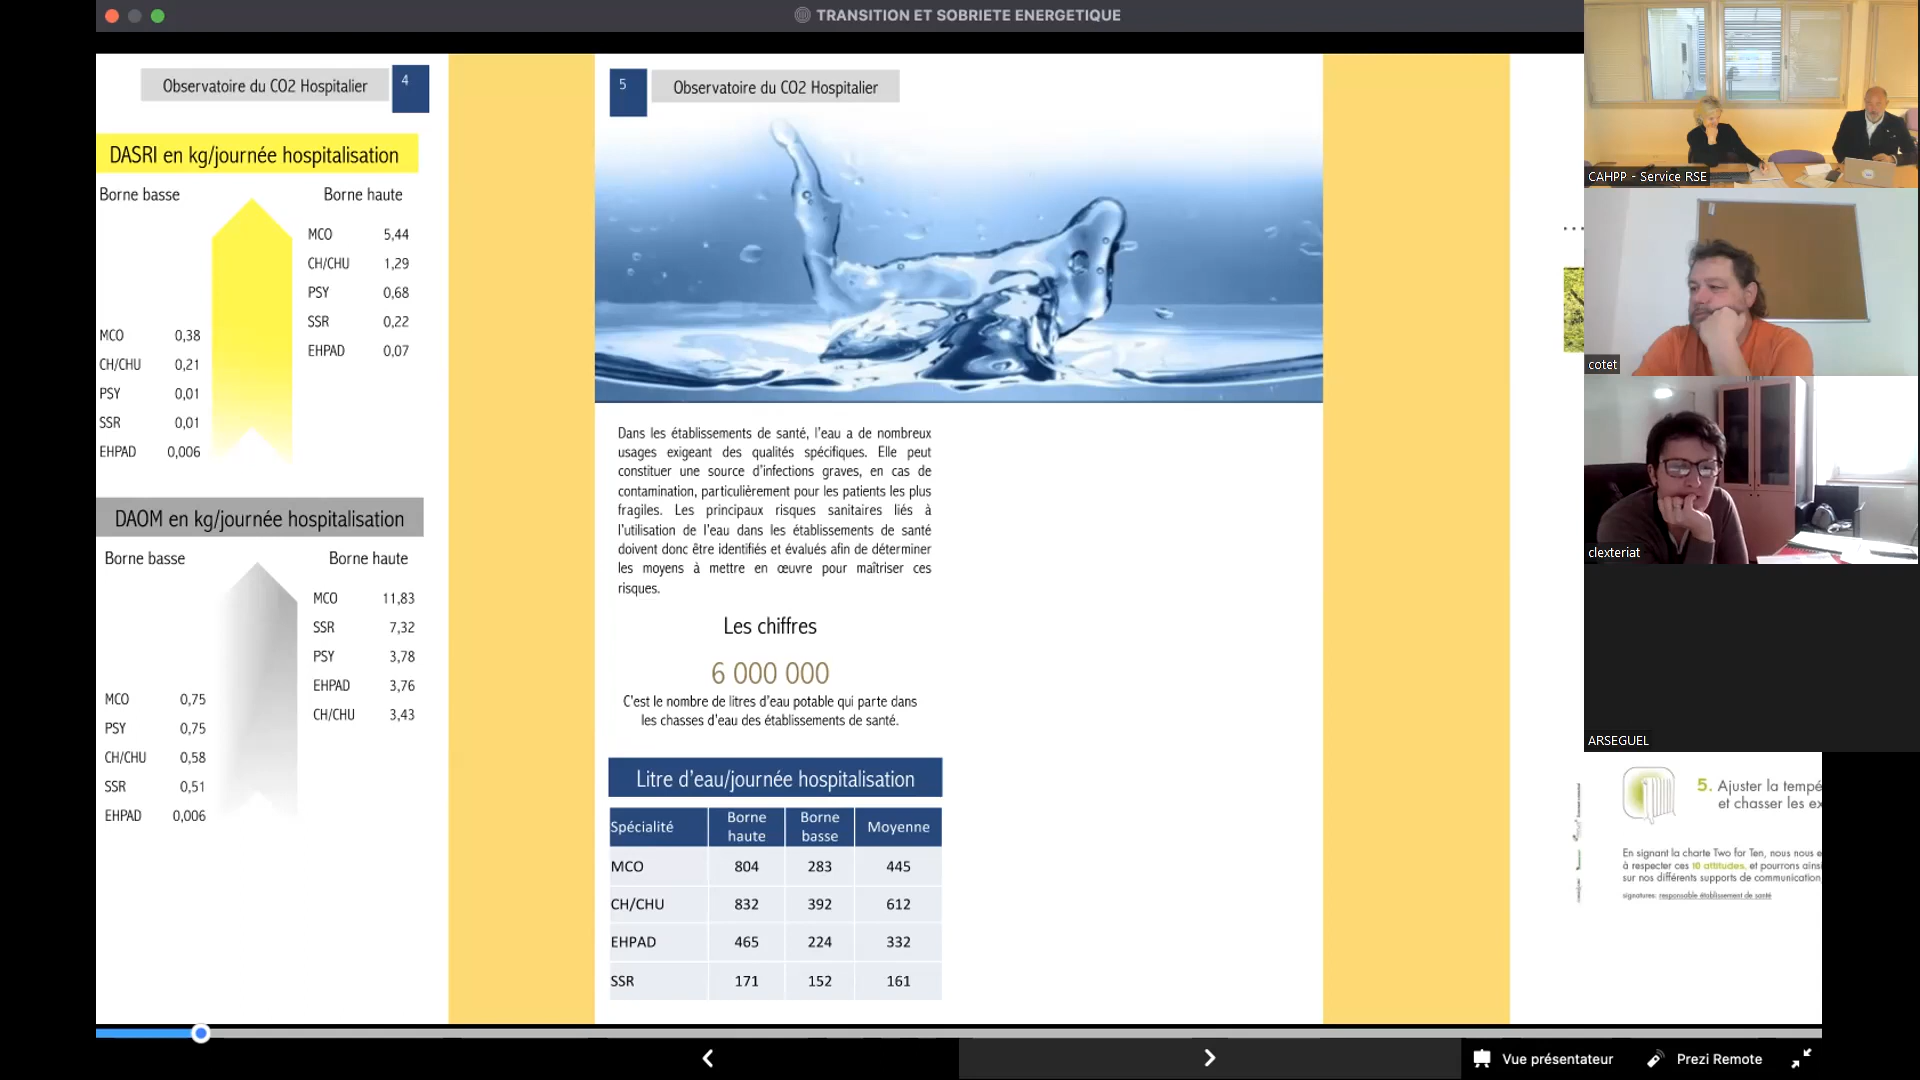 TRANSITION ET SOBRIETE ENERGETIQUE
Observatoire du CO2 Hospitalier
4
DASRI en kg/journée hospitalisation
Borne basse
Borne haute
MCO 5,44
CH/CHU 1,29
PSY 0,68
SSR 0,22
EHPAD 0,07
MCO 0,38
CH/CHU 0,21
PSY 0,01
SSR 0,01
EHPAD 0,006
DAOM en kg/journée hospitalisation
Borne basse
Borne haute
MCO 11,83
SSR 7,32
PSY 3,78
EHPAD 3,76
CH/CHU 3,43
MCO 0,75
PSY 0,75
CH/CHU 0,58
SSR 0,51
EHPAD 0,006
5
Observatoire du CO2 Hospitalier
Dans les établissements de santé, l'eau a de nombreux
usages exigeant des qualités spécifiques. Elle peut
constituer une source d'infections graves, en cas de
contamination, particulièrement pour les patients les plus
fragiles. Les principaux risques sanitaires liés à
l'utilisation de l'eau dans les établissements de santé
doivent donc être identifiés et évalués afin de déterminer
les moyens à mettre en œuvre pour maîtriser ces
risques.
Les chiffres
6 000 000
C'est le nombre de litres d'eau potable qui parte dans
les chasses d'eau des établissements de santé.
Litre d'eau/journée hospitalisation
Spécialité Borne haute Borne basse Moyenne
MCO 804 283 445
CH/CHU 832 392 612
EHPAD 465 224 332
SSR 171 152 161
CAHPP - Service RSE
cotet
clexteriat
ARSEGUEL
5. Ajuster la tempé
et chasser les ex
En signant la charte Two for Ten, nous nous e
à respecter ces 10 attitudes, et pourrons ainsi
sur nos différents supports de communication
signatures: responsable établissement de santé
Vue présentateur
Prezi Remote